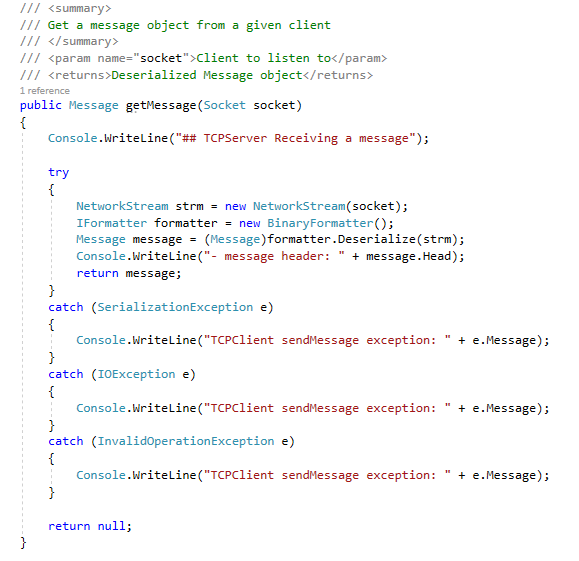 /// <summary>
/// Get a message object from a given client
/// </summary>
/// <param name="socket">Client to listen to</param>
/// <returns>Deserialized Message object</returns>
1 reference
public Message getMessage(Socket socket)
{
    Console.WriteLine("## TCPServer Receiving a message");

    try
    {
        NetworkStream strm = new NetworkStream(socket);
        IFormatter formatter = new BinaryFormatter();
        Message message = (Message)formatter.Deserialize(strm);
        Console.WriteLine("- message header: " + message.Head);
        return message;
    }
    catch (SerializationException e)
    {
        Console.WriteLine("TCPClient sendMessage exception: " + e.Message);
    }
    catch (IOException e)
    {
        Console.WriteLine("TCPClient sendMessage exception: " + e.Message);
    }
    catch (InvalidOperationException e)
    {
        Console.WriteLine("TCPClient sendMessage exception: " + e.Message);
    }

    return null;
}